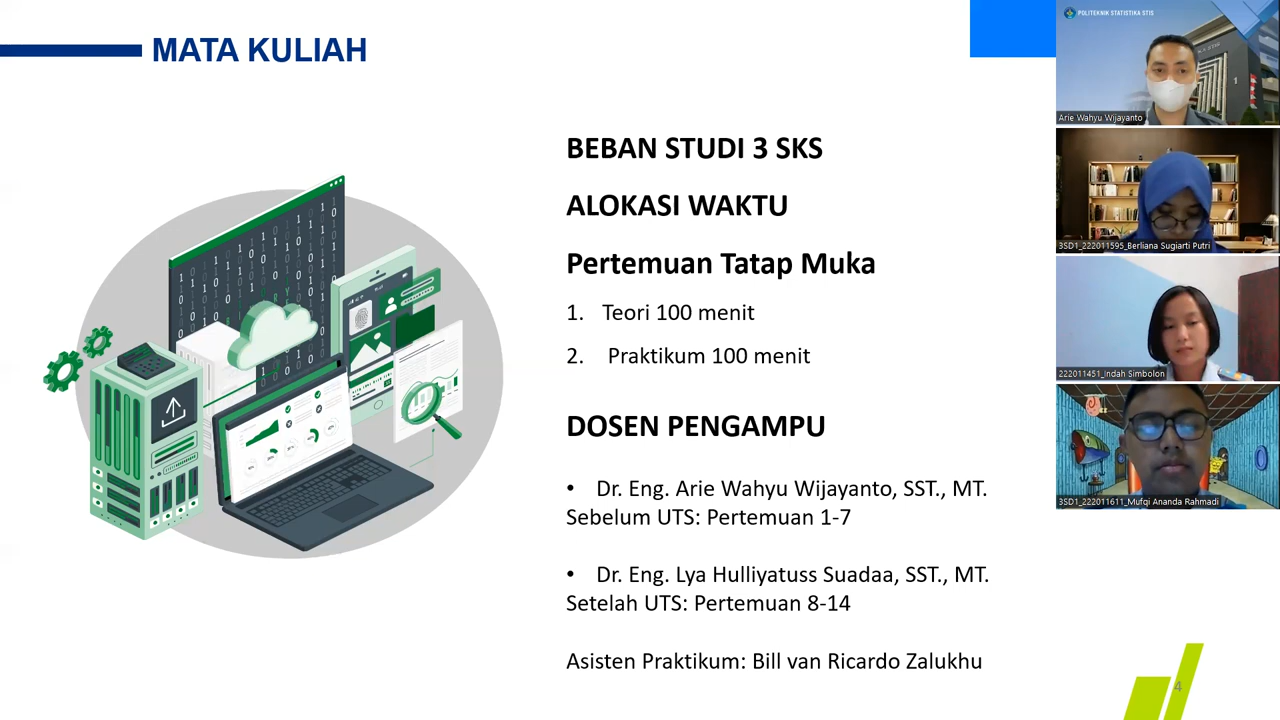 MATA KULIAH
BEBAN STUDI 3 SKS
ALOKASI WAKTU
Pertemuan Tatap Muka
1. Teori 100 menit
2. Praktikum 100 menit
DOSEN PENGAMPU
• Dr. Eng. Arie Wahyu Wijayanto, SST., MT.
Sebelum UTS: Pertemuan 1-7
• Dr. Eng. Lya Hulliyatuss Suadaa, SST., MT.
Setelah UTS: Pertemuan 8-14
Asisten Praktikum: Bill van Ricardo Zalukhu
4
POLITEKNIK STATISTIKA STIS
Arie Wahyu Wijayanto
3SD1_222011595_Berliana Sugiarti Putri
222011451_Indah Simbolon
3SD1_222011611_Mufqi Ananda Rahmadi